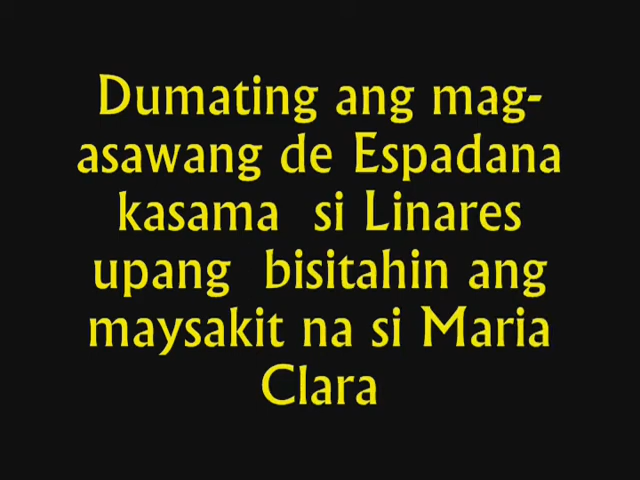 Dumating ang mag-
asawang de Espadana
kasama si Linares
upang bisitahin ang
maysakit na si Maria
Clara